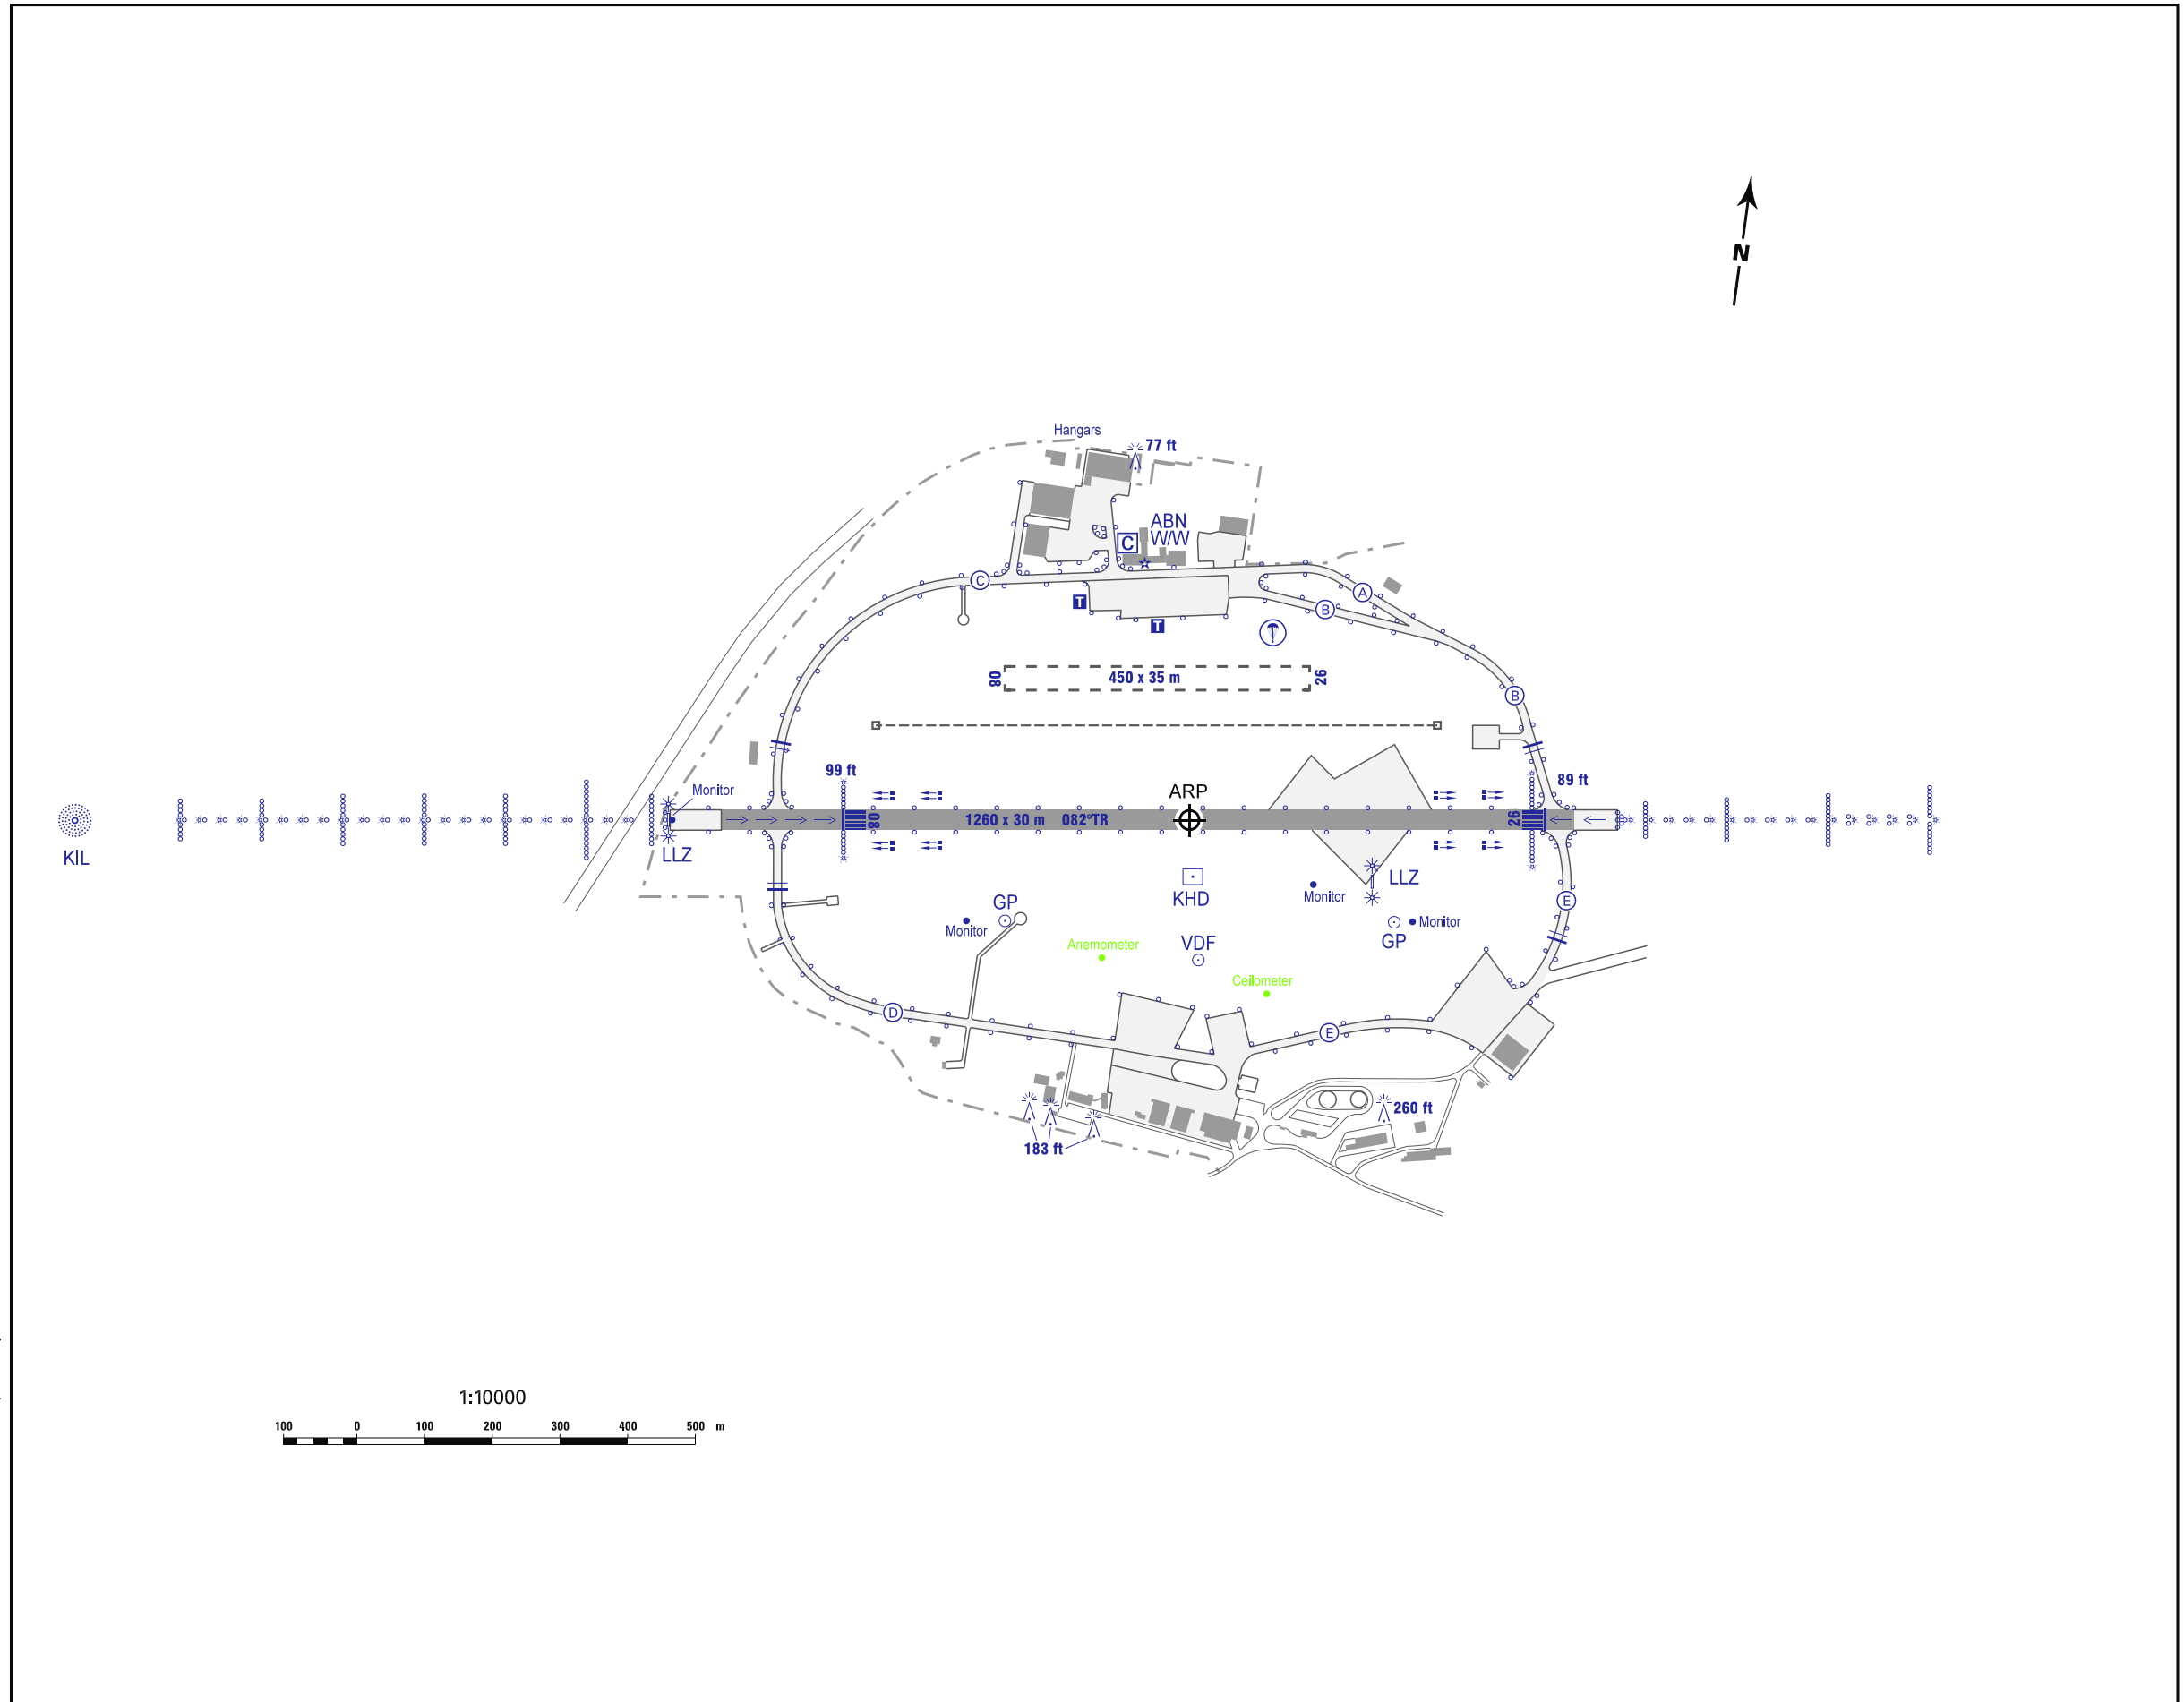 N
Hangars
77 ft
ABN
W/W
C
C
A
B
T
T
08
450 x 35 m
26
B
99 ft
89 ft
Monitor
ARP
08
1260 x 30 m 082°TR
26
KIL
LLZ
LLZ
KHD
Monitor
GP
E
Monitor
Monitor
GP
Anemometer
VDF
Ceilometer
D
E
260 ft
183 ft
1:10000
100 0 100 200 300 400 500 m